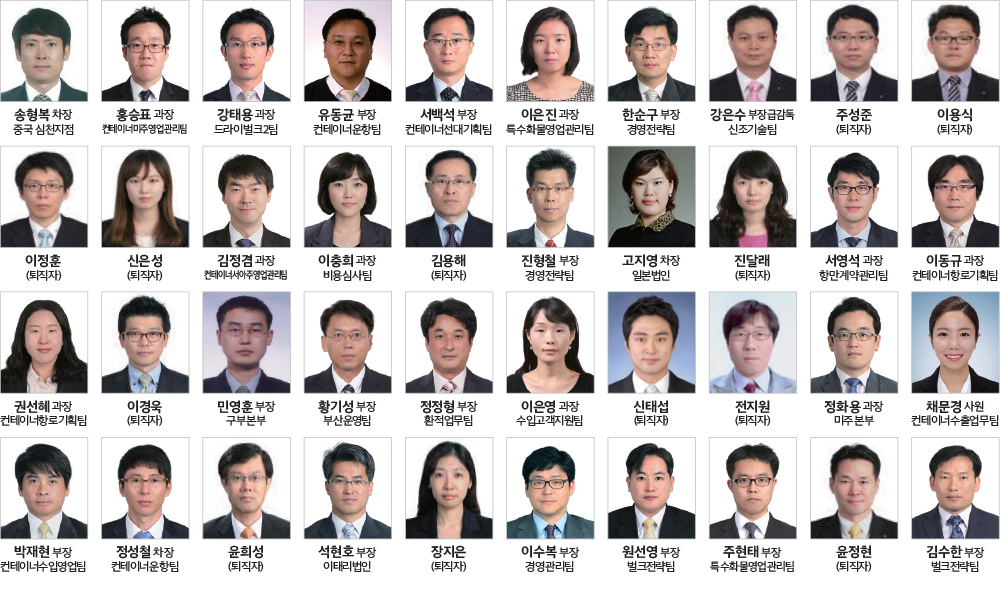 송형복 차장 홍승표 과장 강태용 과장 유동균 부장 서백석 부장 이은진 과장 한순구 부장 강은수 부장급감독 주성준 이용식
중국 심천지점 컨테이너미주영업관리팀 드라이벌크2팀 컨테이너운항팀 컨테이너선대기획팀 특수화물영업관리팀 경영전략팀 신조기술팀 (퇴직자) (퇴직자)
이정훈 신은성 김정겸 과장 이충희 과장 김용해 진형철 부장 고지영 차장 진달래 서영석 과장 이동규 과장
(퇴직자) (퇴직자) 컨테이너서아주영업관리팀 비용심사팀 (퇴직자) 경영전략팀 일본법인 (퇴직자) 항만계약관리팀 컨테이너항로기획팀
권선혜 과장 이경욱 민영훈 부장 황기성 부장 정정형 부장 이은영 과장 신태섭 전지원 정화용 과장 채문경 사원
컨테이너항로기획팀 (퇴직자) 구부본부 부산운영팀 환적업무팀 수입고객지원팀 (퇴직자) (퇴직자) 미주 본부 컨테이너수출업무팀
박재현 부장 정성철 차장 윤희성 석현호 부장 장지은 이수복 부장 원선영 부장 주현태 부장 윤정현 김수한 부장
컨테이너수입영업팀 컨테이너운항팀 (퇴직자) 이태리법인 (퇴직자) 경영관리팀 벌크전략팀 특수화물영업관리팀 (퇴직자) 벌크전략팀